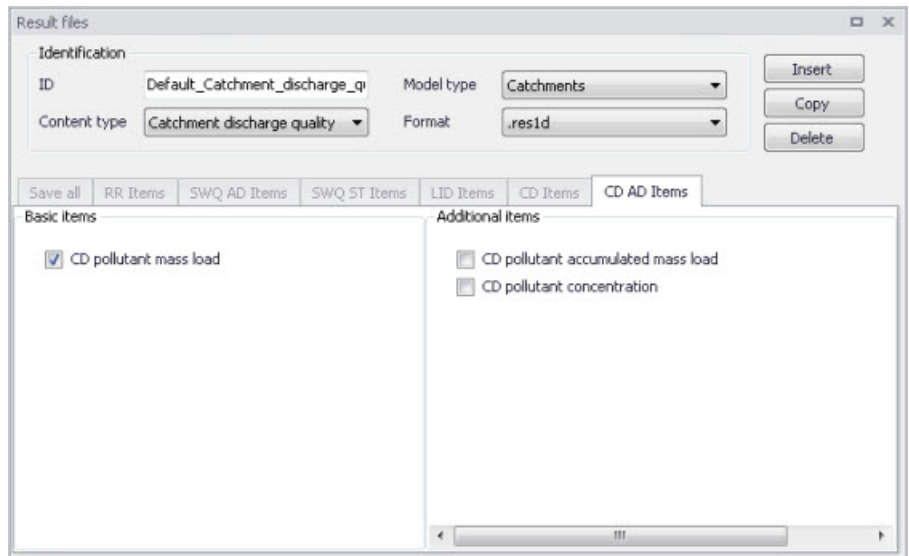 Result files
Identification
ID Default_Catchment_discharge_qu Model type Catchments Insert
Content type Catchment discharge quality Format .res1d Copy
Delete
Save all RR Items SWQ AD Items SWQ ST Items LID Items CD Items CD AD Items
Basic items Additional items
CD pollutant mass load CD pollutant accumulated mass load
CD pollutant concentration